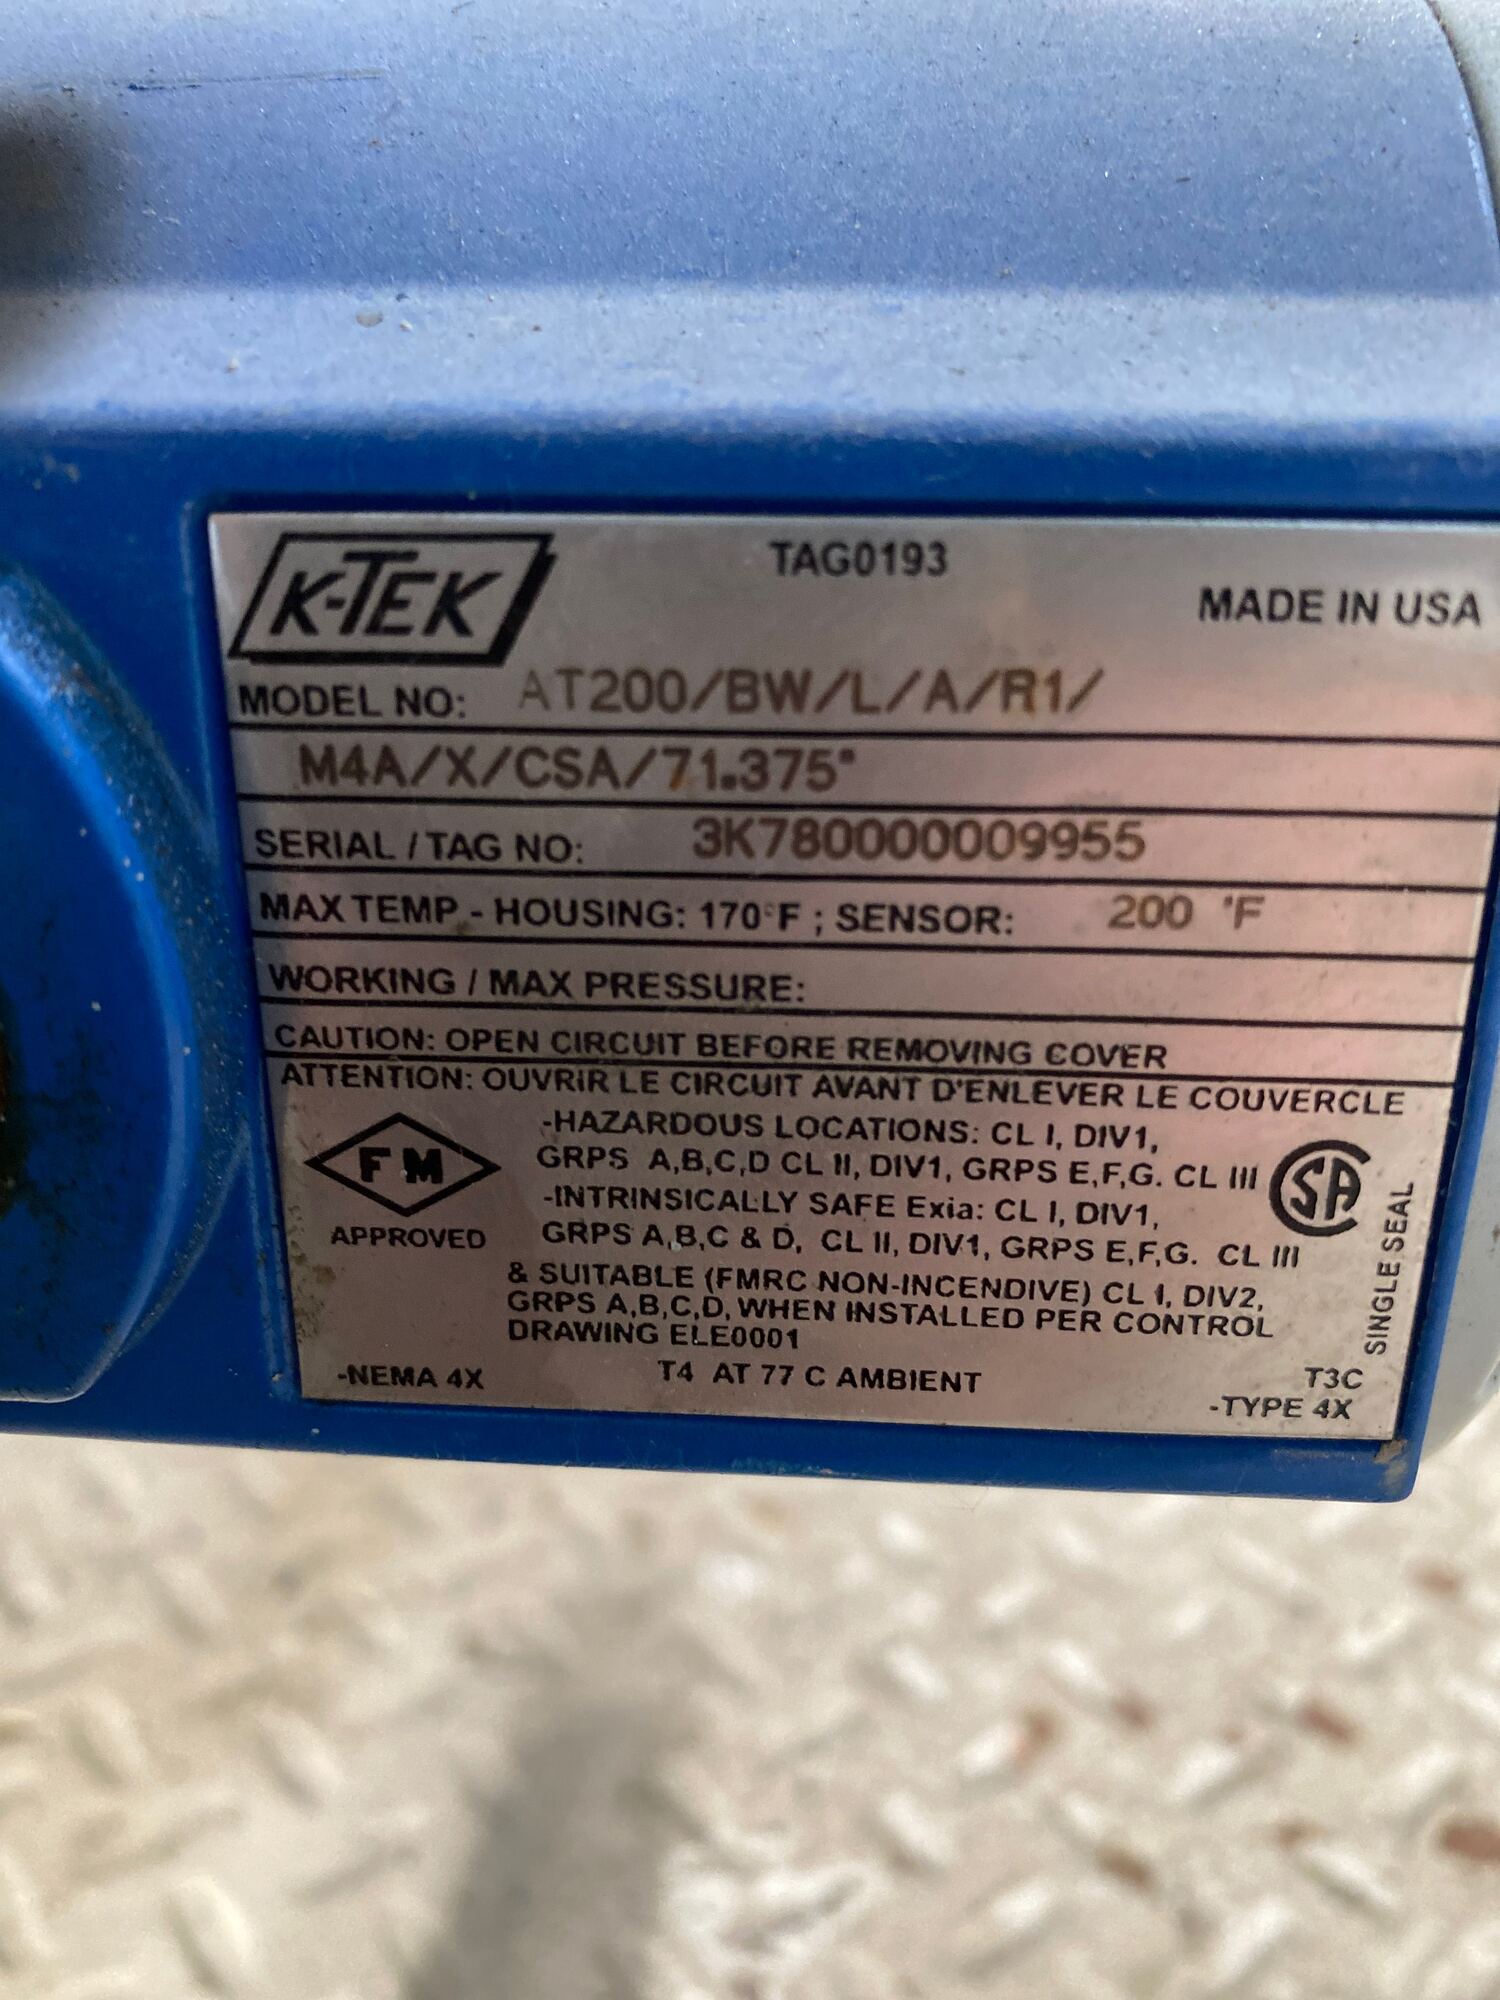 K-TEK
TAG0193
MADE IN USA
MODEL NO: AT200/BW/L/A/R1/
M4A/X/CSA/71.375"
SERIAL / TAG NO: 3K780000009955
MAX TEMP - HOUSING: 170°F ; SENSOR: 200 °F
WORKING / MAX PRESSURE:
CAUTION: OPEN CIRCUIT BEFORE REMOVING COVER
ATTENTION: OUVRIR LE CIRCUIT AVANT D'ENLEVER LE COUVERCLE
-HAZARDOUS LOCATIONS: CL I, DIV1,
GRPS A,B,C,D CL II, DIV1, GRPS E,F,G. CL III
-INTRINSICALLY SAFE Exia: CL I, DIV1,
GRPS A,B,C & D, CL II, DIV1, GRPS E,F,G. CL III
& SUITABLE (FMRC NON-INCENDIVE) CL I, DIV2,
GRPS A,B,C,D, WHEN INSTALLED PER CONTROL
DRAWING ELE0001
FM
APPROVED
SA
SINGLE SEAL
-NEMA 4X
T4 AT 77 C AMBIENT
T3C
-TYPE 4X